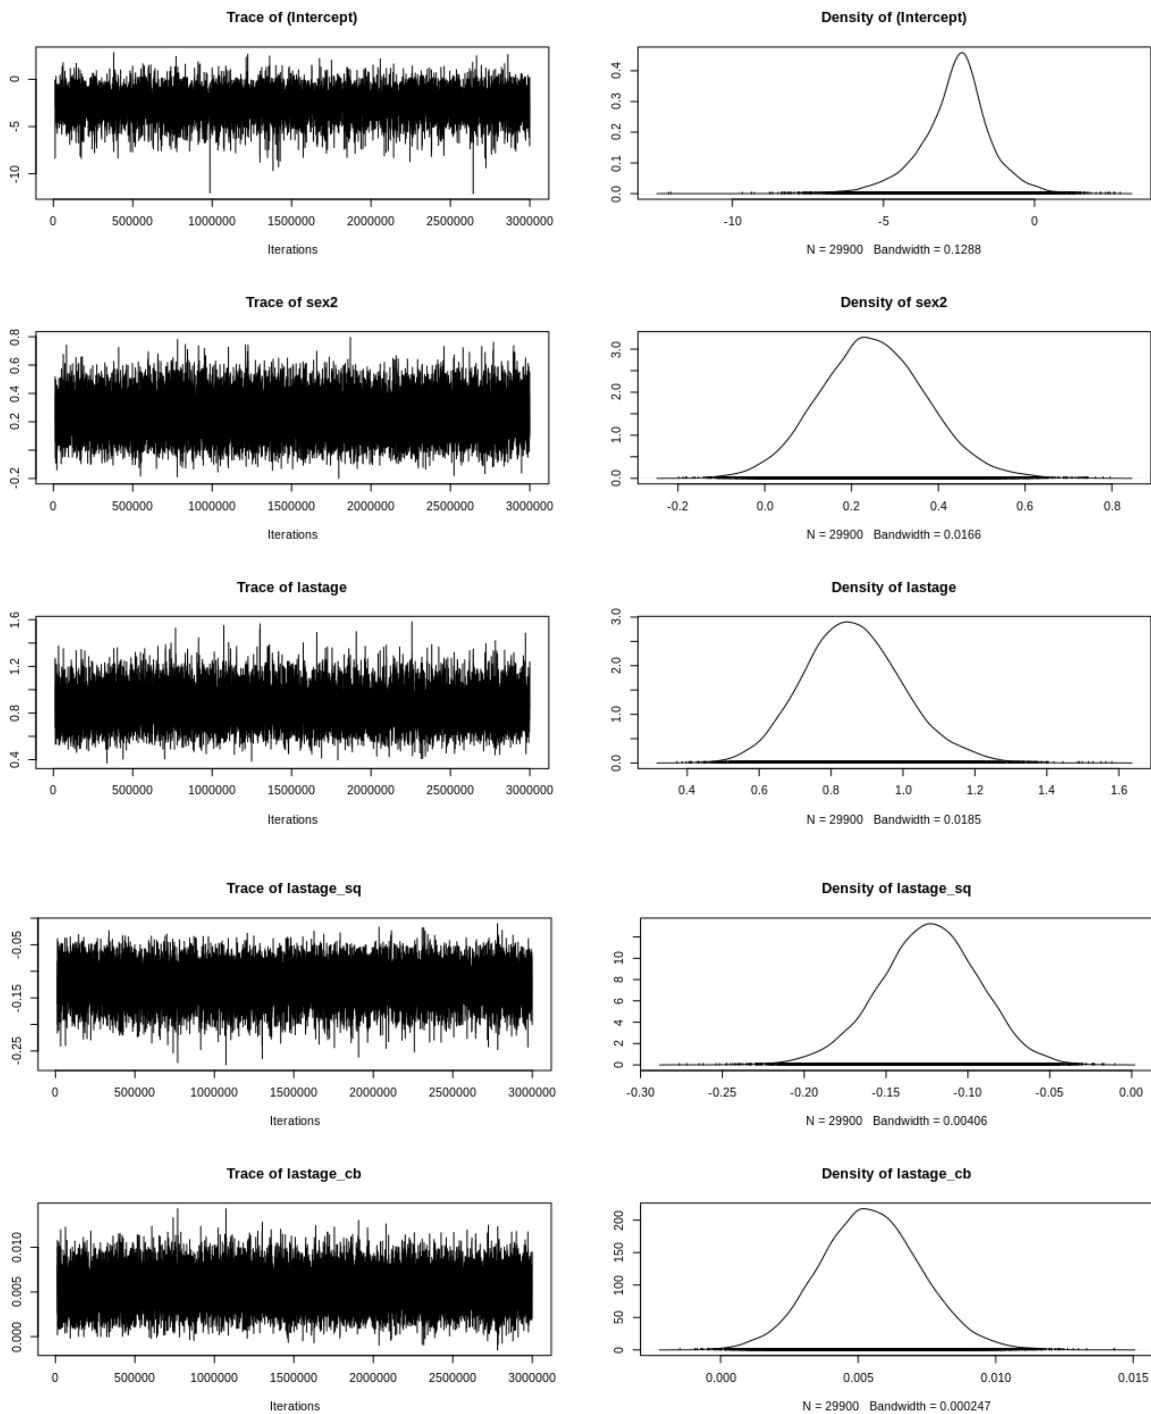 Trace of (Intercept)
Density of (Intercept)
0
-5
-10
0 500000 1000000 1500000 2000000 2500000 3000000
Iterations
0.4
0.3
0.2
0.1
0.0
-10 -5 0
N = 29900 Bandwidth = 0.1288
Trace of sex2
Density of sex2
0.8
0.6
0.4
0.2
-0.2
0 500000 1000000 1500000 2000000 2500000 3000000
Iterations
3.0
2.0
1.0
0.0
-0.2 0.0 0.2 0.4 0.6 0.8
N = 29900 Bandwidth = 0.0166
Trace of lastage
Density of lastage
1.6
1.2
0.8
0.4
0 500000 1000000 1500000 2000000 2500000 3000000
Iterations
3.0
2.0
1.0
0.0
0.4 0.6 0.8 1.0 1.2 1.4 1.6
N = 29900 Bandwidth = 0.0185
Trace of lastage_sq
Density of lastage_sq
-0.05
-0.15
-0.25
0 500000 1000000 1500000 2000000 2500000 3000000
Iterations
10
8
6
4
2
0
-0.30 -0.25 -0.20 -0.15 -0.10 -0.05 0.00
N = 29900 Bandwidth = 0.00406
Trace of lastage_cb
Density of lastage_cb
0.010
0.005
0.000
0 500000 1000000 1500000 2000000 2500000 3000000
Iterations
200
150
100
50
0
0.000 0.005 0.010 0.015
N = 29900 Bandwidth = 0.000247